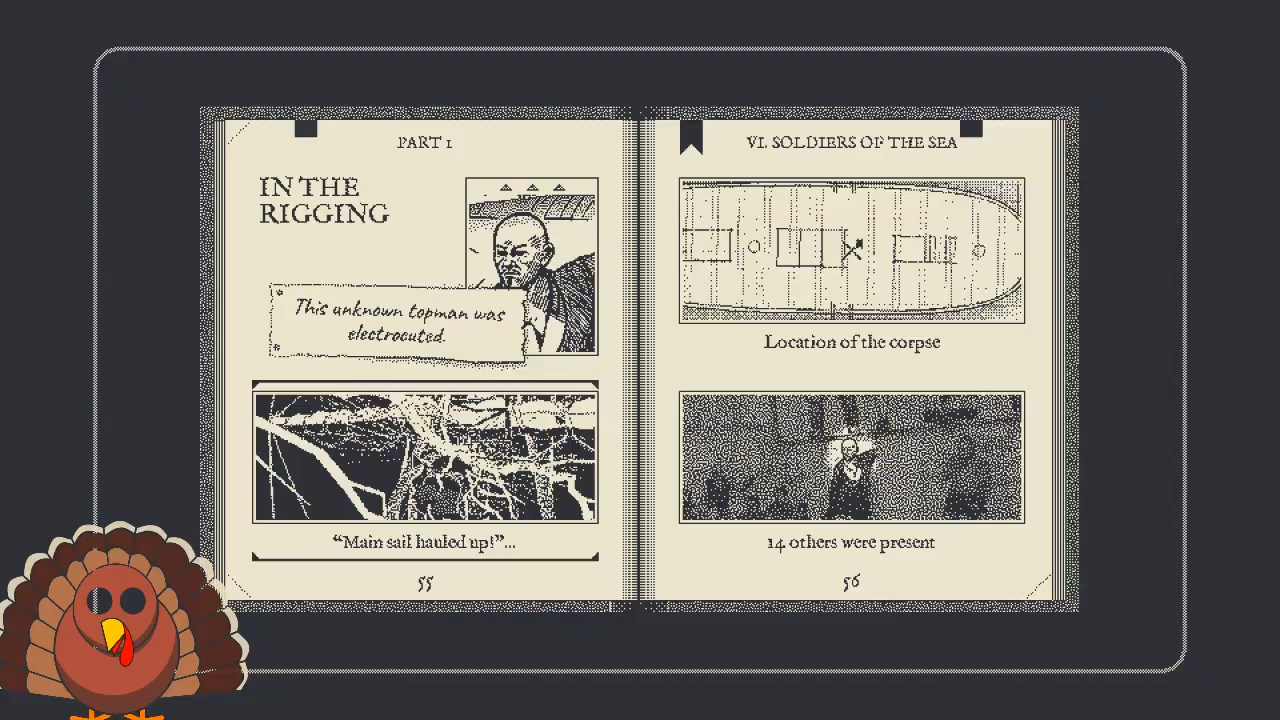 PART 1
IN THE
RIGGING
This unknown topman was
electrocuted.
“Main sail hauled up!”...
55
VI. SOLDIERS OF THE SEA
Location of the corpse
14 others were present
56